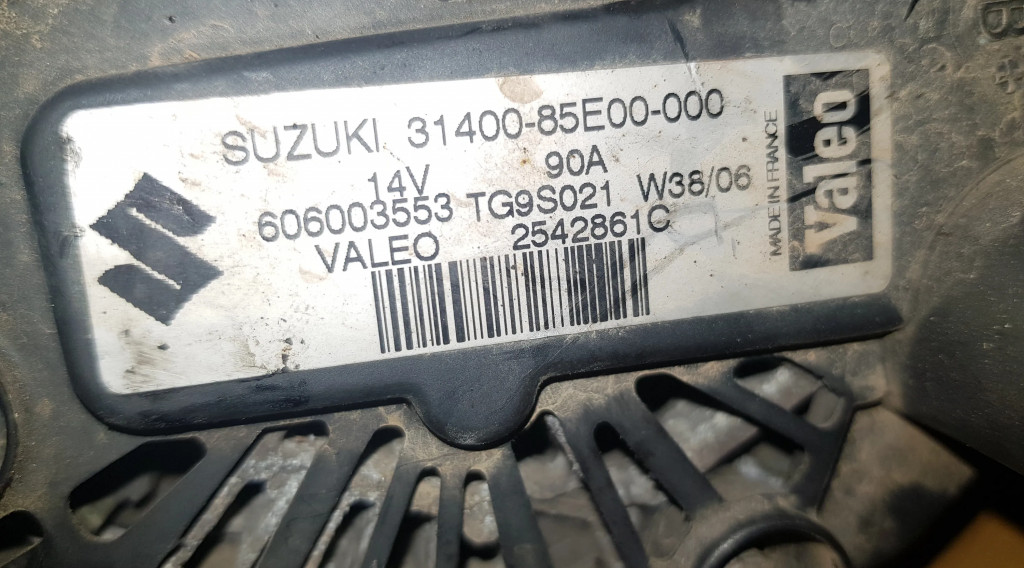 SUZUKI 31400-85E00-000
14V 90A
606003553 TG9S021 W38/06
VALEO 2542861C
MADE IN FRANCE
Valeo
B+